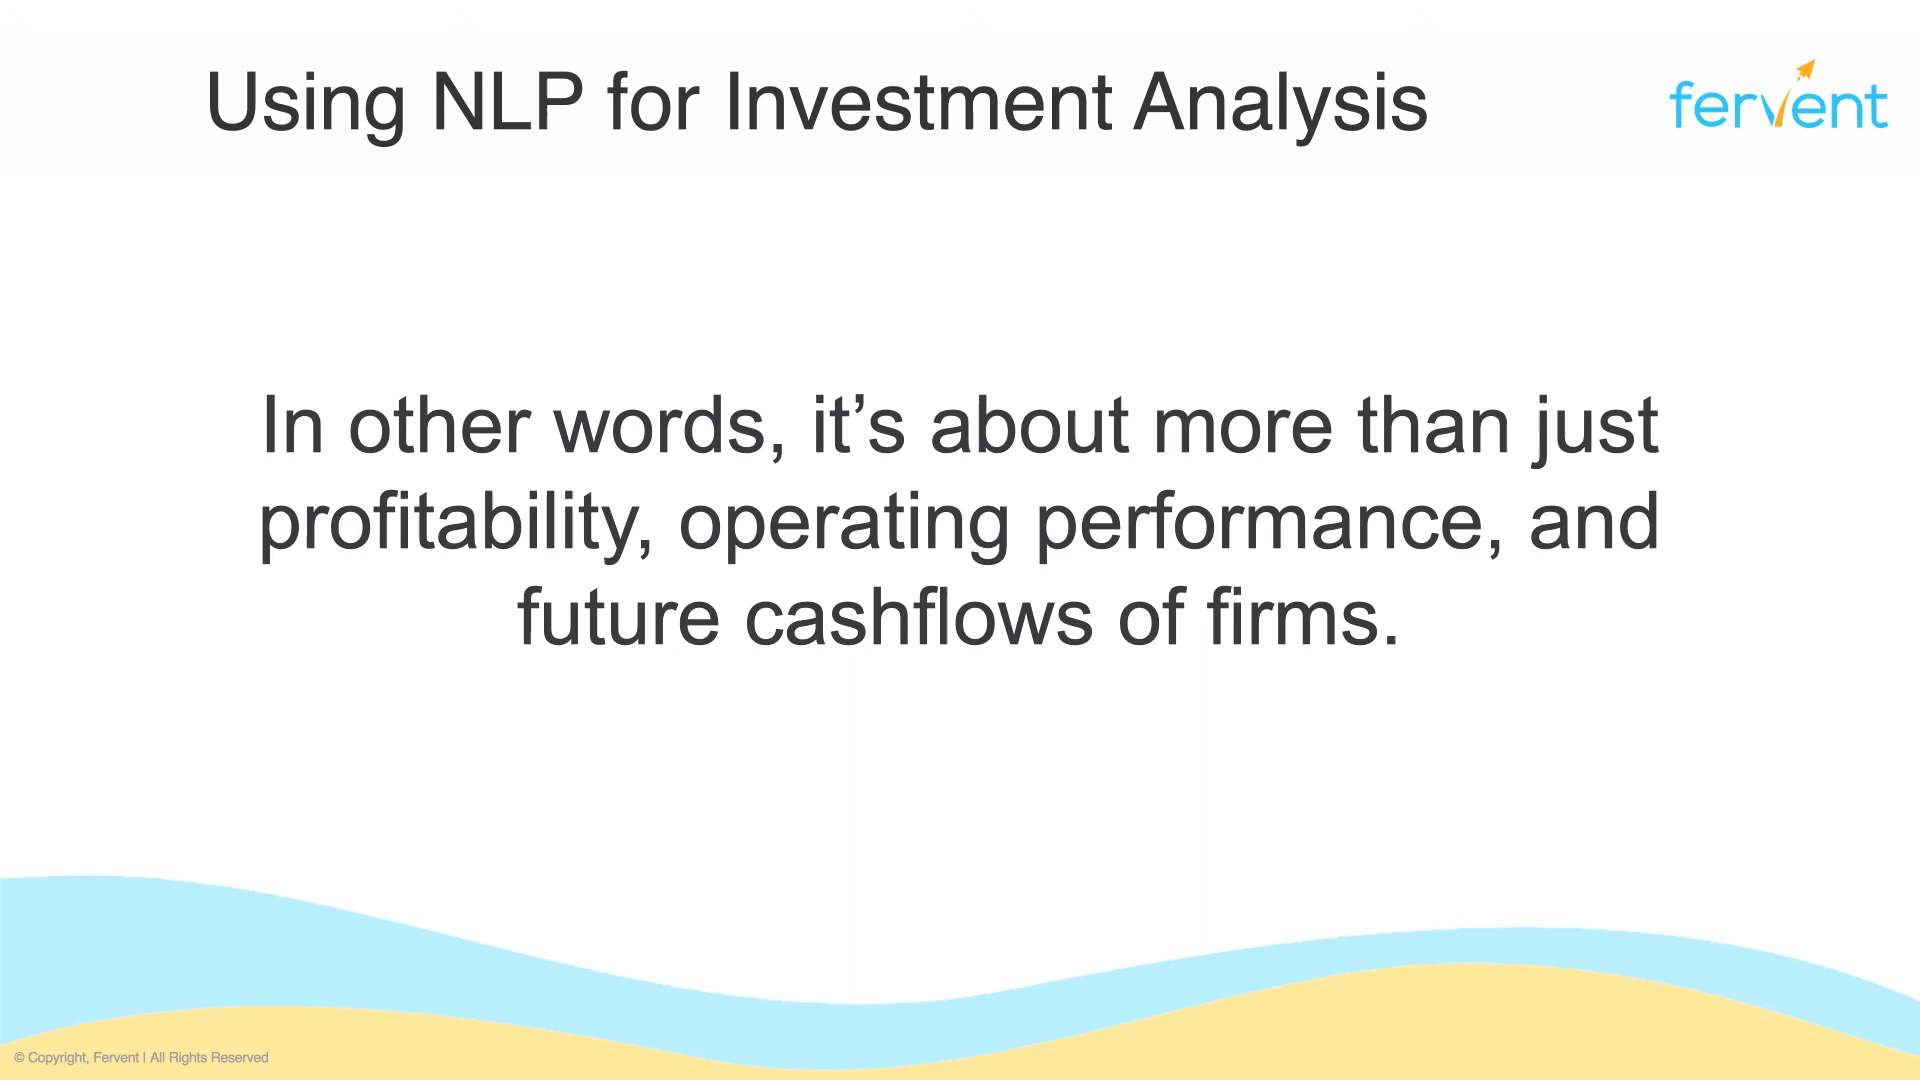 Using NLP for Investment Analysis
fervent
In other words, it’s about more than just
profitability, operating performance, and
future cashflows of firms.
© Copyright, Fervent | All Rights Reserved